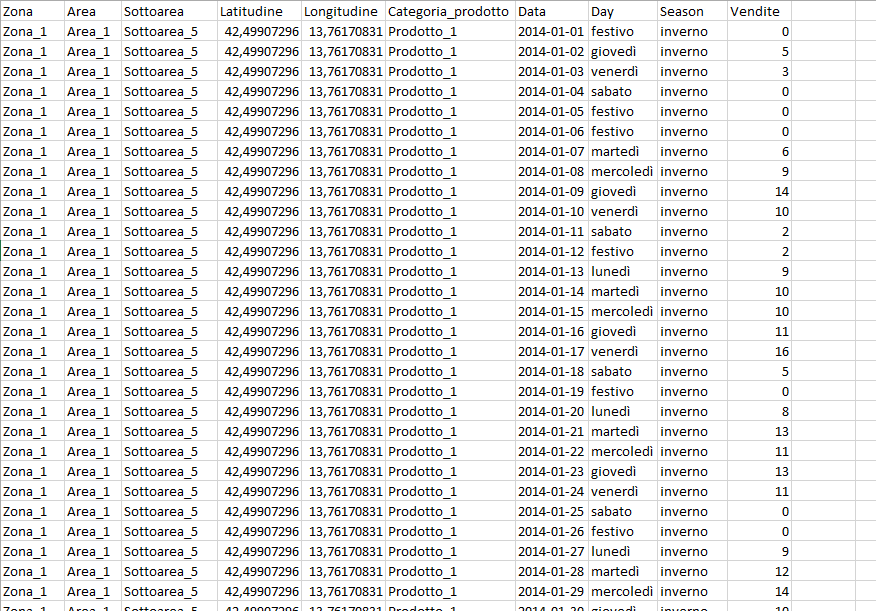 Zona Area Sottoarea Latitudine Longitudine Categoria_prodotto Data Day Season Vendite
Zona_1 Area_1 Sottoarea_5 42,49907296 13,76170831 Prodotto_1 2014-01-01 festivo inverno 0
Zona_1 Area_1 Sottoarea_5 42,49907296 13,76170831 Prodotto_1 2014-01-02 giovedì inverno 5
Zona_1 Area_1 Sottoarea_5 42,49907296 13,76170831 Prodotto_1 2014-01-03 venerdì inverno 3
Zona_1 Area_1 Sottoarea_5 42,49907296 13,76170831 Prodotto_1 2014-01-04 sabato inverno 0
Zona_1 Area_1 Sottoarea_5 42,49907296 13,76170831 Prodotto_1 2014-01-05 festivo inverno 0
Zona_1 Area_1 Sottoarea_5 42,49907296 13,76170831 Prodotto_1 2014-01-06 festivo inverno 0
Zona_1 Area_1 Sottoarea_5 42,49907296 13,76170831 Prodotto_1 2014-01-07 martedì inverno 6
Zona_1 Area_1 Sottoarea_5 42,49907296 13,76170831 Prodotto_1 2014-01-08 mercoledì inverno 9
Zona_1 Area_1 Sottoarea_5 42,49907296 13,76170831 Prodotto_1 2014-01-09 giovedì inverno 14
Zona_1 Area_1 Sottoarea_5 42,49907296 13,76170831 Prodotto_1 2014-01-10 venerdì inverno 10
Zona_1 Area_1 Sottoarea_5 42,49907296 13,76170831 Prodotto_1 2014-01-11 sabato inverno 2
Zona_1 Area_1 Sottoarea_5 42,49907296 13,76170831 Prodotto_1 2014-01-12 festivo inverno 2
Zona_1 Area_1 Sottoarea_5 42,49907296 13,76170831 Prodotto_1 2014-01-13 lunedì inverno 9
Zona_1 Area_1 Sottoarea_5 42,49907296 13,76170831 Prodotto_1 2014-01-14 martedì inverno 10
Zona_1 Area_1 Sottoarea_5 42,49907296 13,76170831 Prodotto_1 2014-01-15 mercoledì inverno 10
Zona_1 Area_1 Sottoarea_5 42,49907296 13,76170831 Prodotto_1 2014-01-16 giovedì inverno 11
Zona_1 Area_1 Sottoarea_5 42,49907296 13,76170831 Prodotto_1 2014-01-17 venerdì inverno 16
Zona_1 Area_1 Sottoarea_5 42,49907296 13,76170831 Prodotto_1 2014-01-18 sabato inverno 5
Zona_1 Area_1 Sottoarea_5 42,49907296 13,76170831 Prodotto_1 2014-01-19 festivo inverno 0
Zona_1 Area_1 Sottoarea_5 42,49907296 13,76170831 Prodotto_1 2014-01-20 lunedì inverno 8
Zona_1 Area_1 Sottoarea_5 42,49907296 13,76170831 Prodotto_1 2014-01-21 martedì inverno 13
Zona_1 Area_1 Sottoarea_5 42,49907296 13,76170831 Prodotto_1 2014-01-22 mercoledì inverno 11
Zona_1 Area_1 Sottoarea_5 42,49907296 13,76170831 Prodotto_1 2014-01-23 giovedì inverno 13
Zona_1 Area_1 Sottoarea_5 42,49907296 13,76170831 Prodotto_1 2014-01-24 venerdì inverno 11
Zona_1 Area_1 Sottoarea_5 42,49907296 13,76170831 Prodotto_1 2014-01-25 sabato inverno 0
Zona_1 Area_1 Sottoarea_5 42,49907296 13,76170831 Prodotto_1 2014-01-26 festivo inverno 0
Zona_1 Area_1 Sottoarea_5 42,49907296 13,76170831 Prodotto_1 2014-01-27 lunedì inverno 9
Zona_1 Area_1 Sottoarea_5 42,49907296 13,76170831 Prodotto_1 2014-01-28 martedì inverno 12
Zona_1 Area_1 Sottoarea_5 42,49907296 13,76170831 Prodotto_1 2014-01-29 mercoledì inverno 14